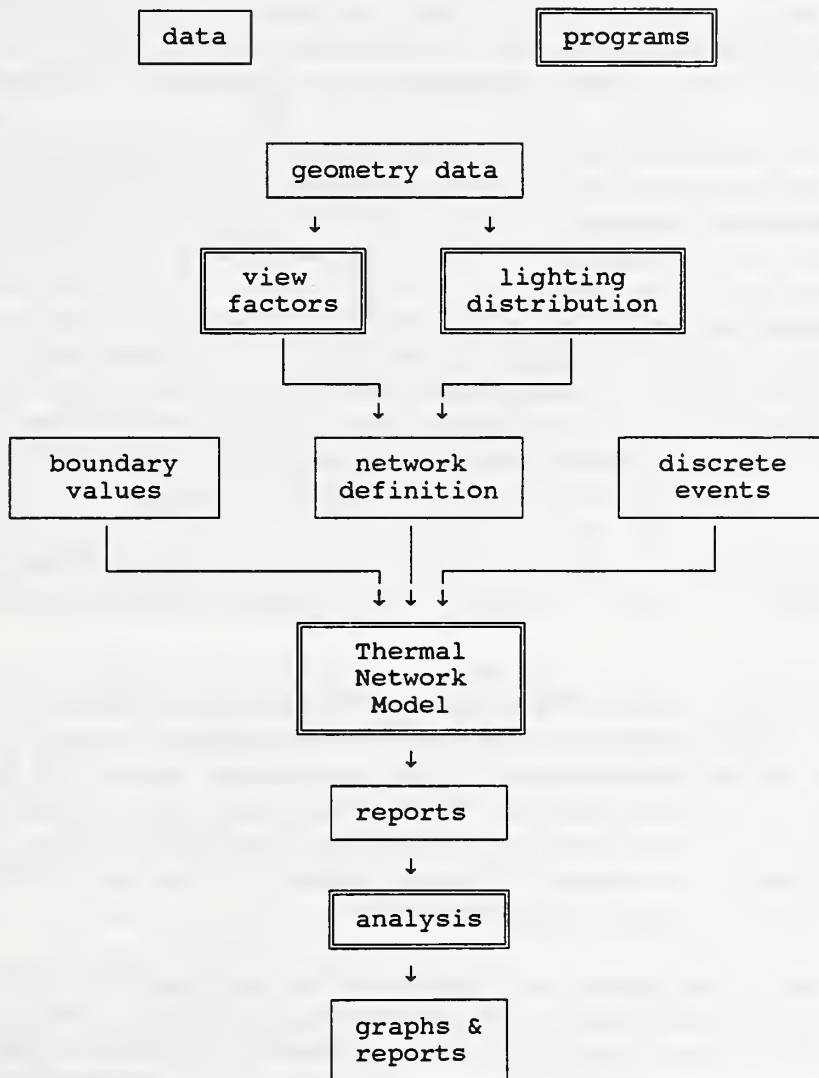 data
programs
geometry data
view
factors
lighting
distribution
boundary
values
network
definition
discrete
events
Thermal
Network
Model
reports
analysis
graphs &
reports